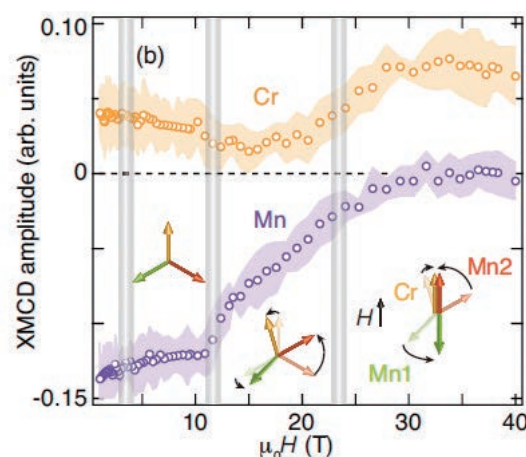 0.10
(b)
Cr
XMCD amplitude (arb. units)
0
Mn
Mn2
Cr
H
Mn1
-0.15
0 10 20 30 40
μ₀H (T)